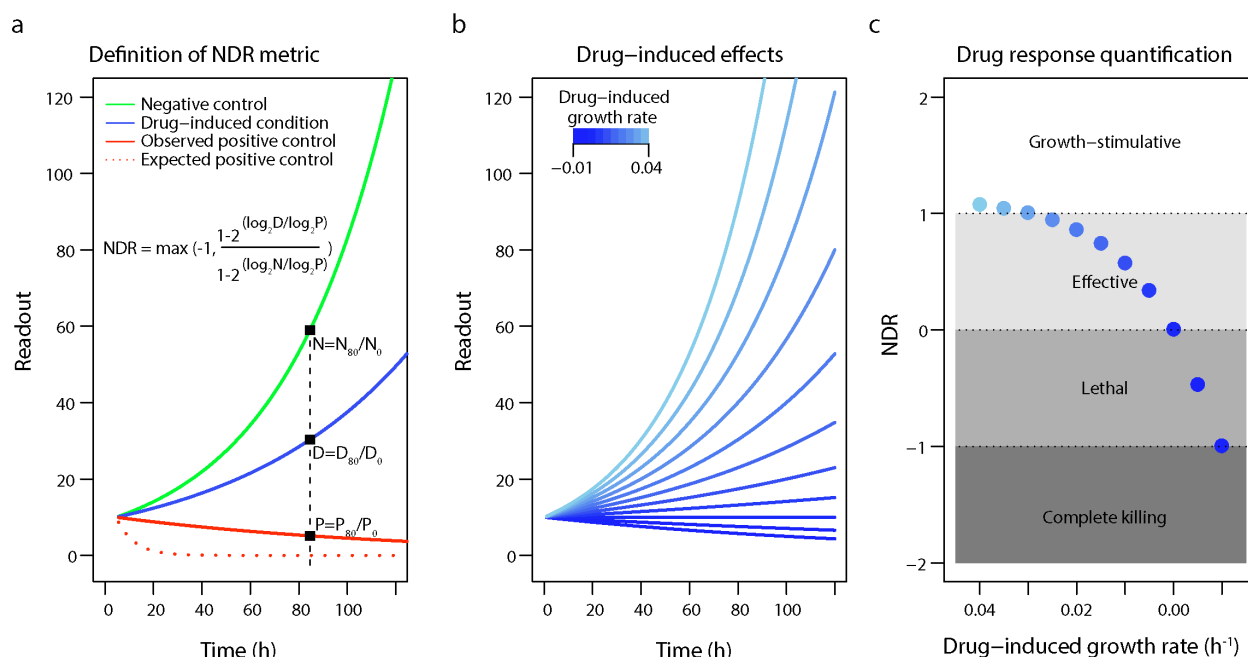 a
Definition of NDR metric
120
100
80
60
40
20
0
Readout
Negative control
Drug−induced condition
Observed positive control
Expected positive control
NDR = max (-1, 1-2^(log₂D/log₂P) / 1-2^(log₂N/log₂P) )
N=N₈₀/N₀
D=D₈₀/D₀
P=P₈₀/P₀
0 20 60 80 100
Time (h)
b
Drug−induced effects
Drug−induced
growth rate
−0.01 0.04
120
100
80
60
40
20
0
Readout
0 20 60 80 100
Time (h)
c
Drug response quantification
2
1
0
−1
−2
NDR
Growth−stimulative
Effective
Lethal
Complete killing
0.04 0.02 0.00
Drug−induced growth rate (h⁻¹)